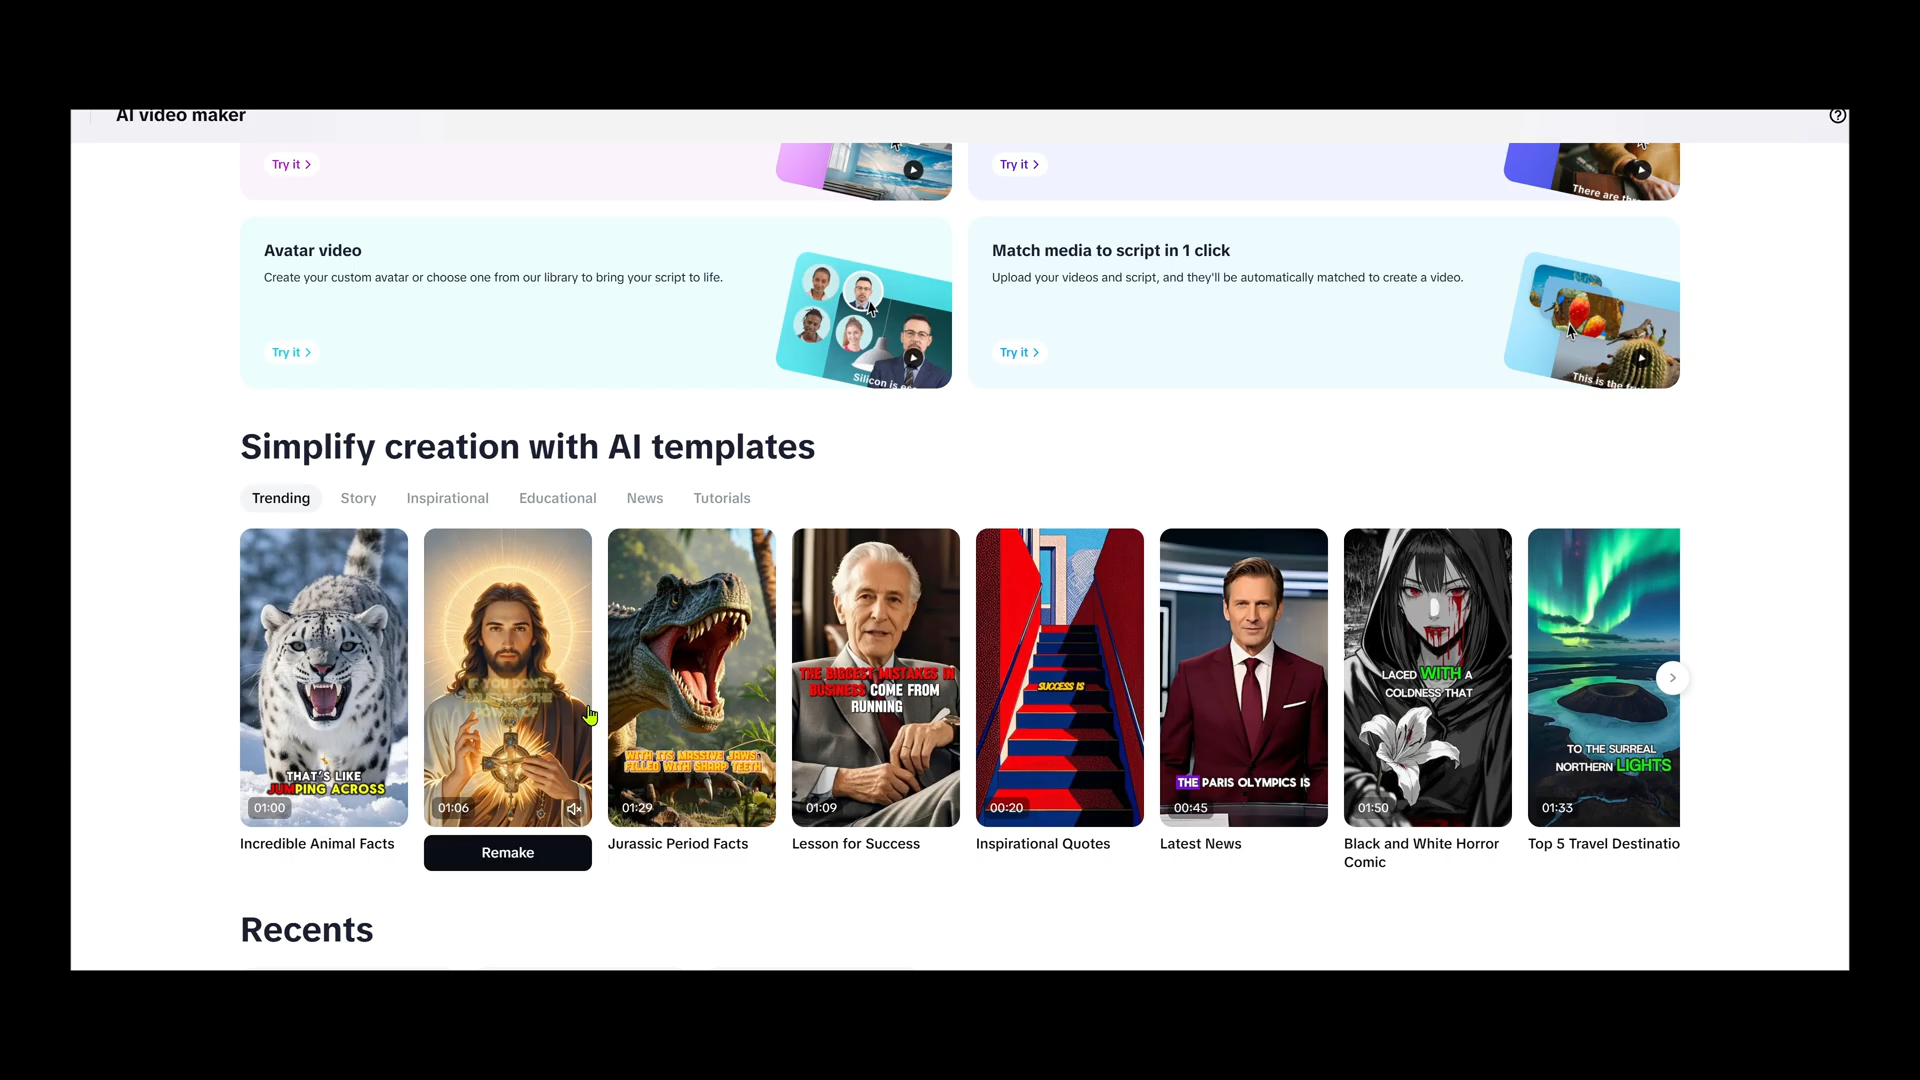 AI video maker
Try it >
There are
Try it >
Avatar video
Create your custom avatar or choose one from our library to bring your script to life.
Try it >
Silicon is
Match media to script in 1 click
Upload your videos and script, and they'll be automatically matched to create a video.
Try it >
This is the
Simplify creation with AI templates
Trending Story Inspirational Educational News Tutorials
THAT'S LIKE
JUMPING ACROSS
01:00
Incredible Animal Facts
IF YOU DON'T
01:06
Remake
WITH ITS MASSIVE JAWS
FILLED WITH SHARP TEETH
01:29
Jurassic Period Facts
THE BIGGEST MISTAKES IN
BUSINESS COME FROM
RUNNING
01:09
Lesson for Success
SUCCESS IS
00:20
Inspirational Quotes
THE PARIS OLYMPICS IS
00:45
Latest News
LACED WITH A
COLDNESS THAT
01:50
Black and White Horror
Comic
TO THE SURREAL
NORTHERN LIGHTS
01:33
Top 5 Travel Destinatio
Recents